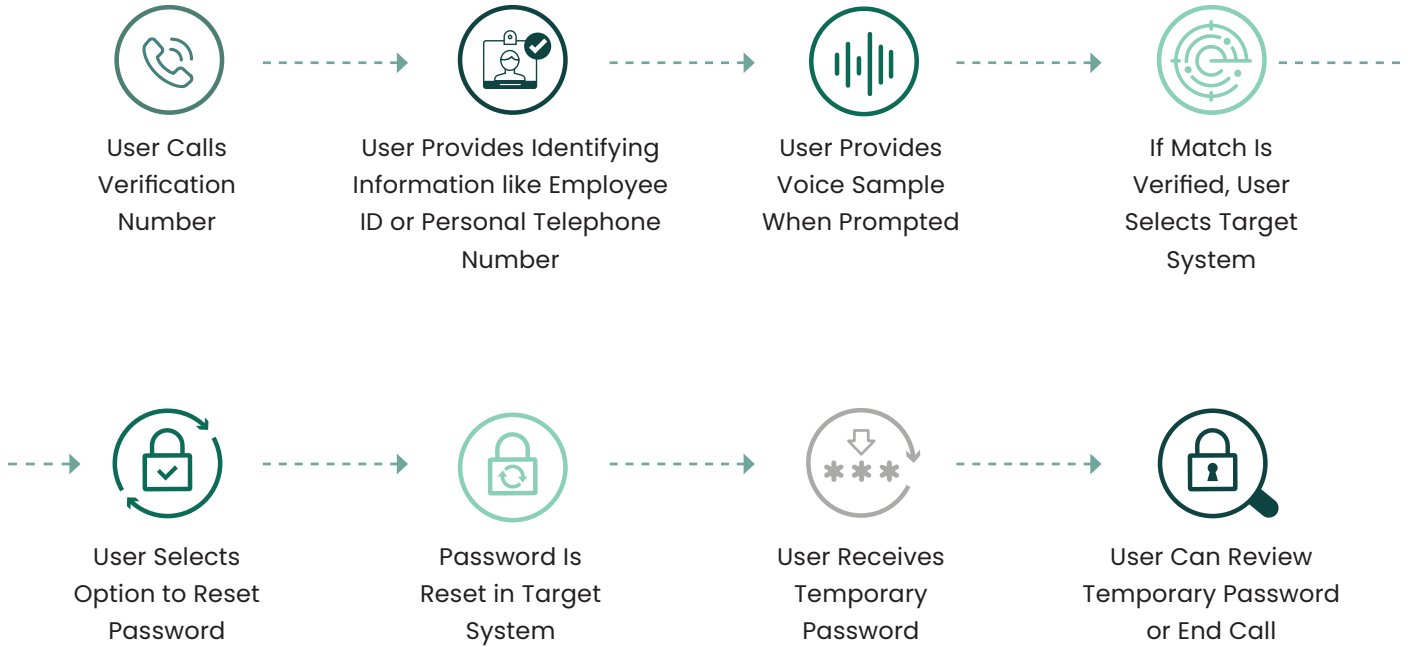 User Calls
Verification
Number
User Provides Identifying
Information like Employee
ID or Personal Telephone
Number
User Provides
Voice Sample
When Prompted
If Match Is
Verified, User
Selects Target
System
User Selects
Option to Reset
Password
Password Is
Reset in Target
System
User Receives
Temporary
Password
User Can Review
Temporary Password
or End Call